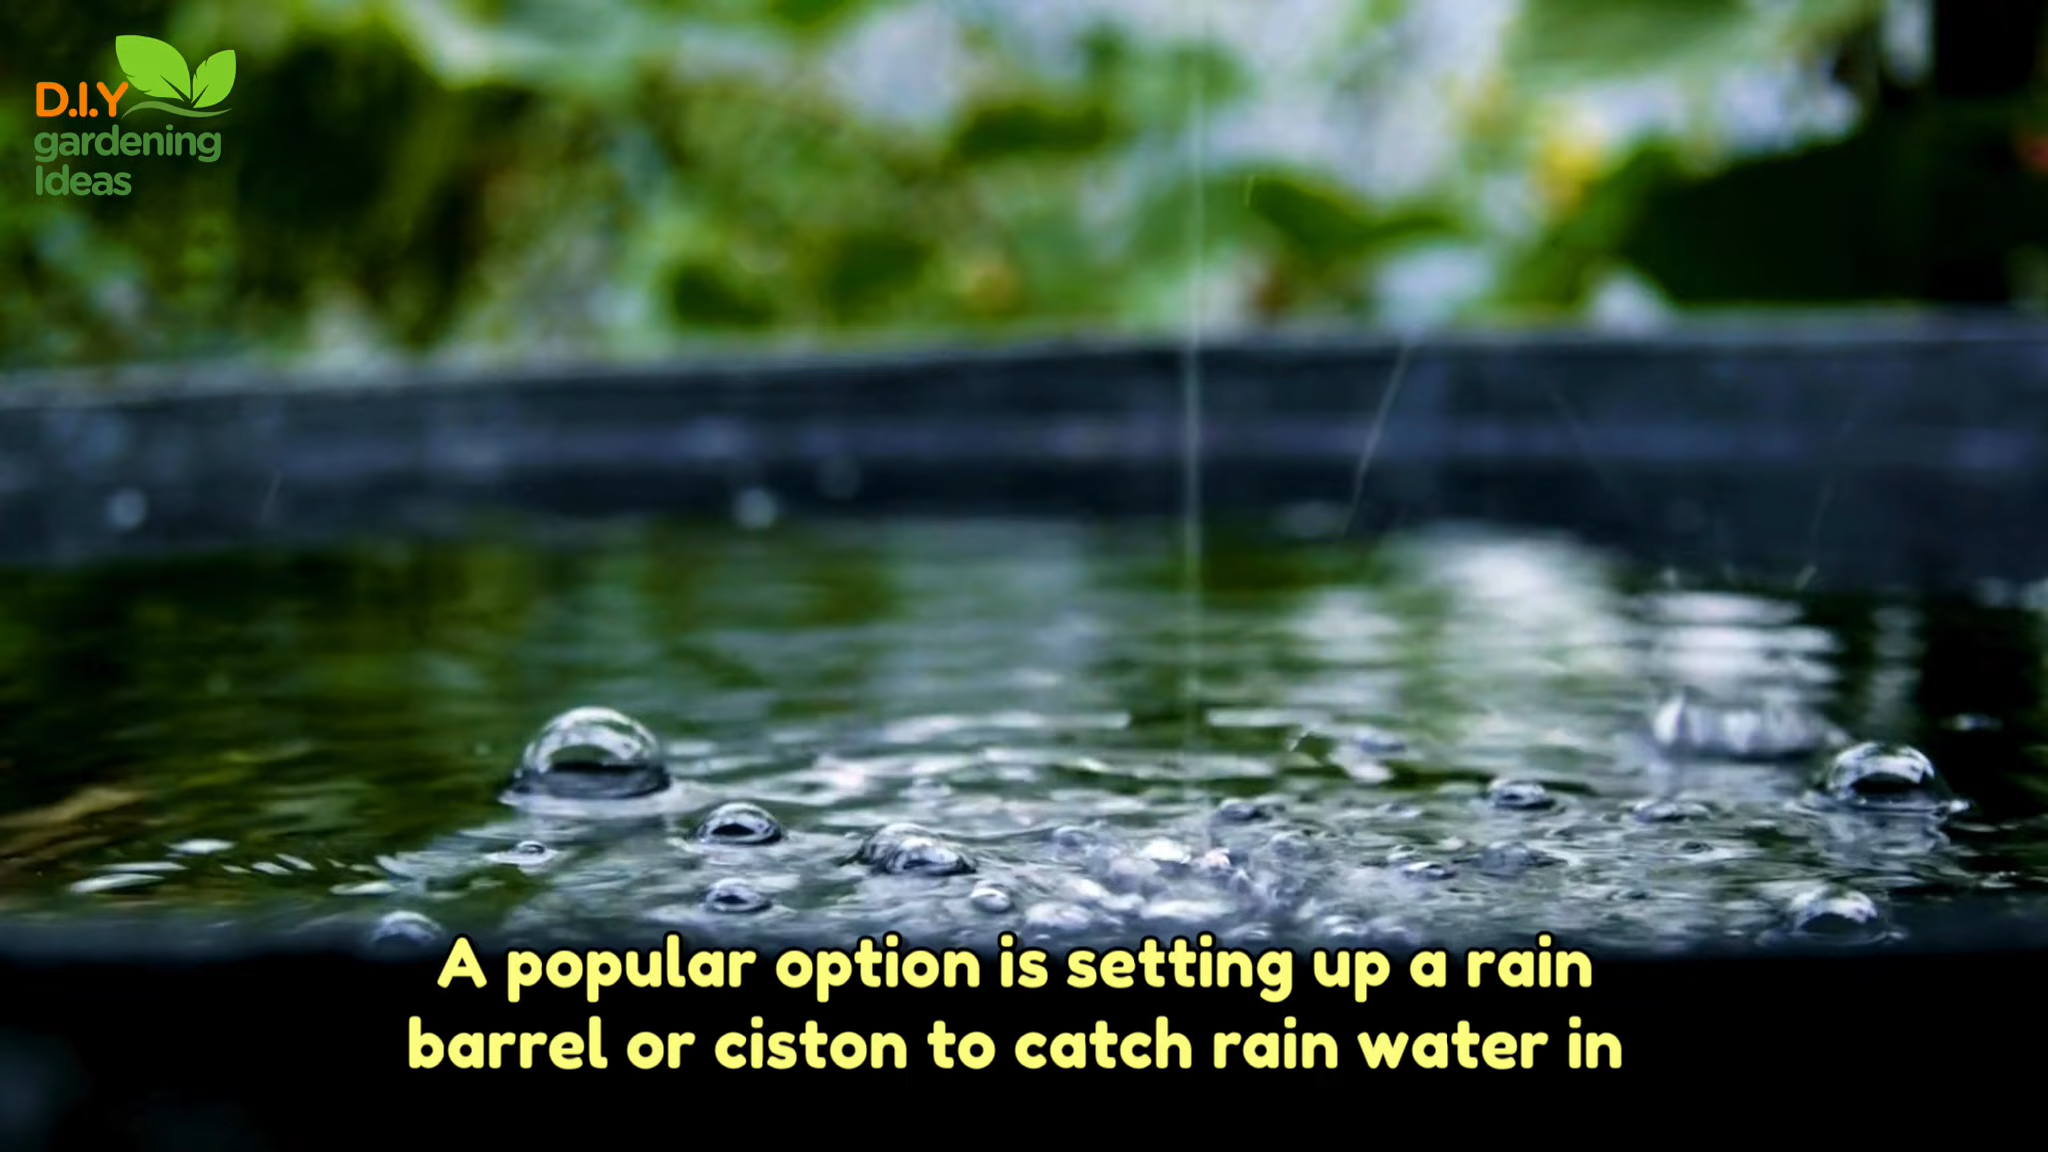 D.I.Y
gardening
Ideas
A popular option is setting up a rain
barrel or ciston to catch rain water in